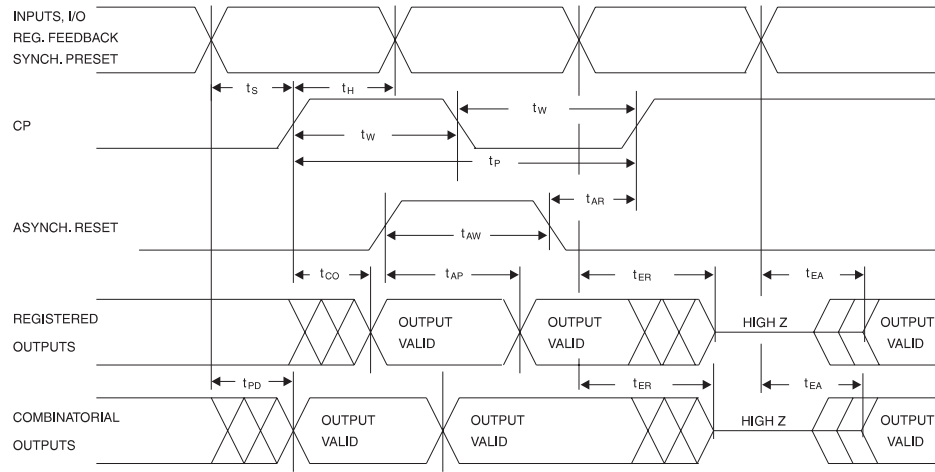 INPUTS, I/O
REG. FEEDBACK
SYNCH. PRESET
tS
tH
CP
tW
tW
tP
tAR
ASYNCH. RESET
tAW
tCO
tAP
tER
tEA
REGISTERED
OUTPUTS
OUTPUT
VALID
OUTPUT
VALID
HIGH Z
OUTPUT
VALID
tPD
tER
tEA
COMBINATORIAL
OUTPUTS
OUTPUT
VALID
OUTPUT
VALID
HIGH Z
OUTPUT
VALID